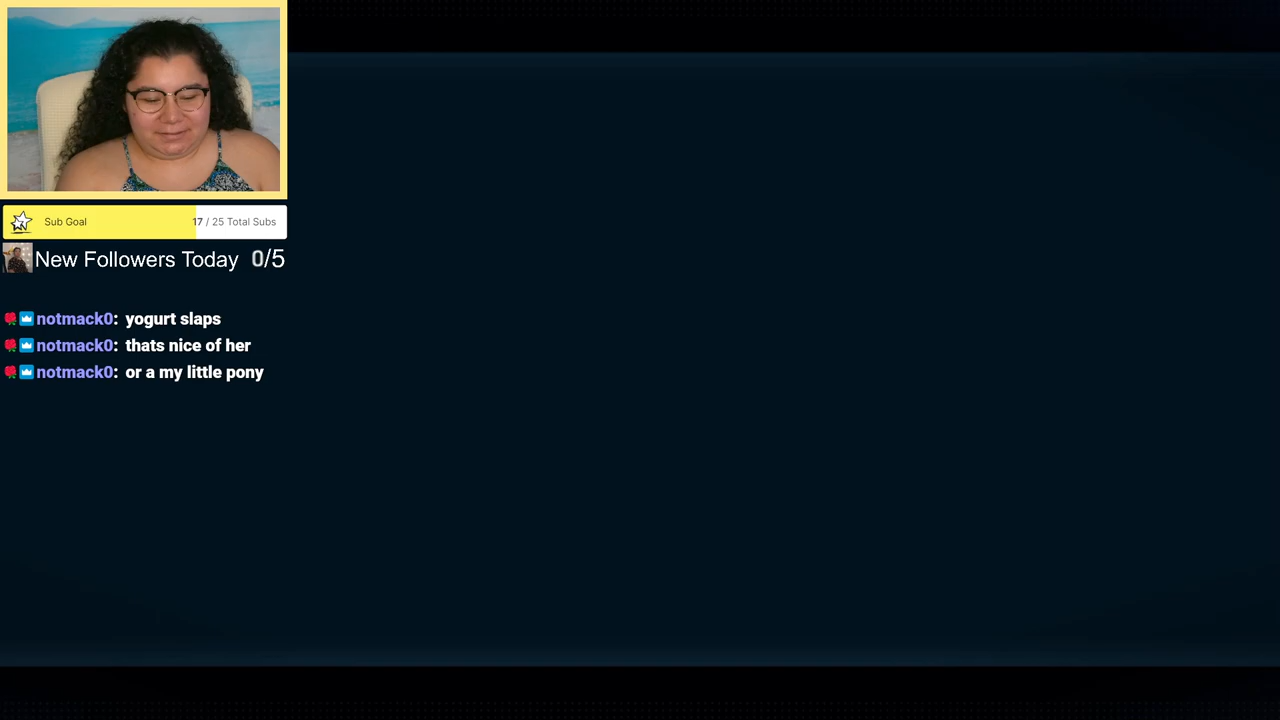 Sub Goal 17 / 25 Total Subs
New Followers Today 0/5
notmack0: yogurt slaps
notmack0: thats nice of her
notmack0: or a my little pony